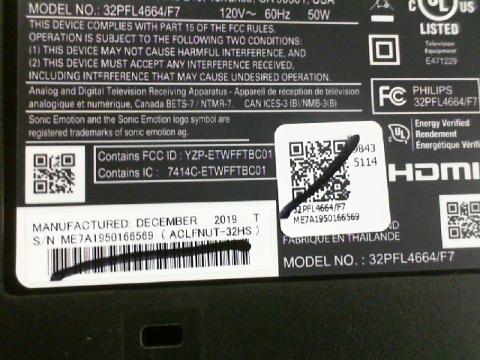 MODEL NO.: 32PFL4664/F7 120V~ 60Hz 50W
THIS DEVICE COMPLIES WITH PART 15 OF THE FCC RULES.
OPERATION IS SUBJECT TO THE FOLLOWING TWO CONDITIONS:
(1) THIS DEVICE MAY NOT CAUSE HARMFUL INTERFERENCE, AND
(2) THIS DEVICE MUST ACCEPT ANY INTERFERENCE RECEIVED,
INCLUDING INTERFERENCE THAT MAY CAUSE UNDESIRED OPERATION.
Analog and Digital Television Receiving Apparatus - Appareil de réception de télévision
analogique et numérique, Canada BETS-7 / NTMR-7. CAN ICES-3 (B)/NMB-3(B)
Sonic Emotion and the Sonic Emotion logo symbol are
registered trademarks of sonic emotion ag.
c UL US
LISTED
Television
Equipment
E471229
FC PHILIPS
32PFL4664/F7
Energy Verified
Rendement
Énergétique Vérifié
HDMI
Contains FCC ID : YZP-ETWFFTBC01
Contains IC : 7414C-ETWFFTBC01
9843
5114
32PFL4664/F7
ME7A1950166569
MANUFACTURED: DECEMBER 2019 T
S/N ME7A1950166569 ( ACLFNUT-32HS )
FABRIQUÉ EN THAILANDE
MODEL NO.: 32PFL4664/F7